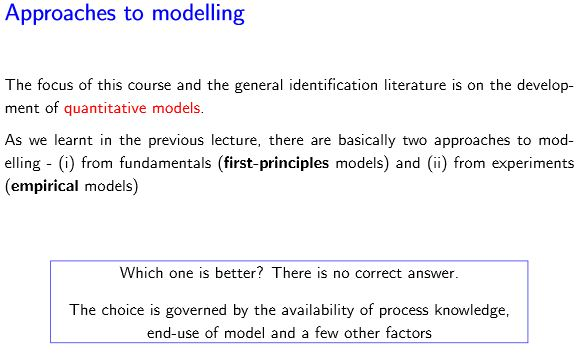 Approaches to modelling
The focus of this course and the general identification literature is on the develop-
ment of quantitative models.
As we learnt in the previous lecture, there are basically two approaches to mod-
elling - (i) from fundamentals (first-principles models) and (ii) from experiments
(empirical models)
Which one is better? There is no correct answer.
The choice is governed by the availability of process knowledge,
end-use of model and a few other factors